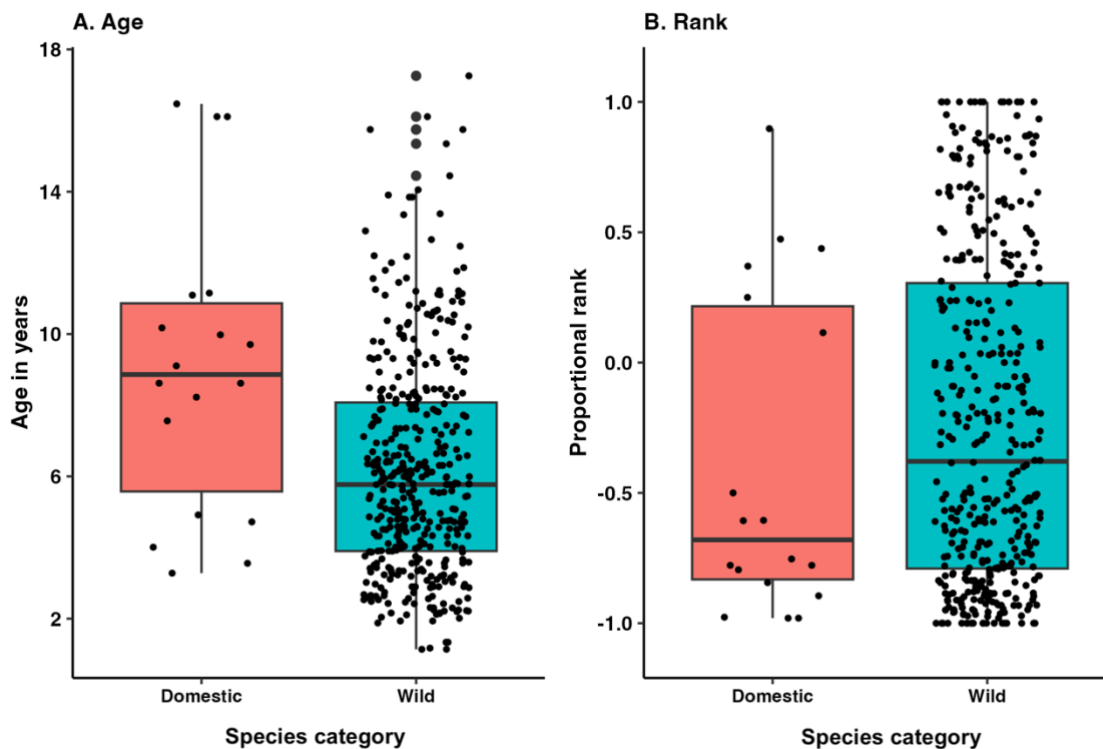 A. Age
18
14
10
6
2
Age in years
Domestic
Wild
Species category
B. Rank
1.0
0.5
0.0
-0.5
-1.0
Proportional rank
Domestic
Wild
Species category